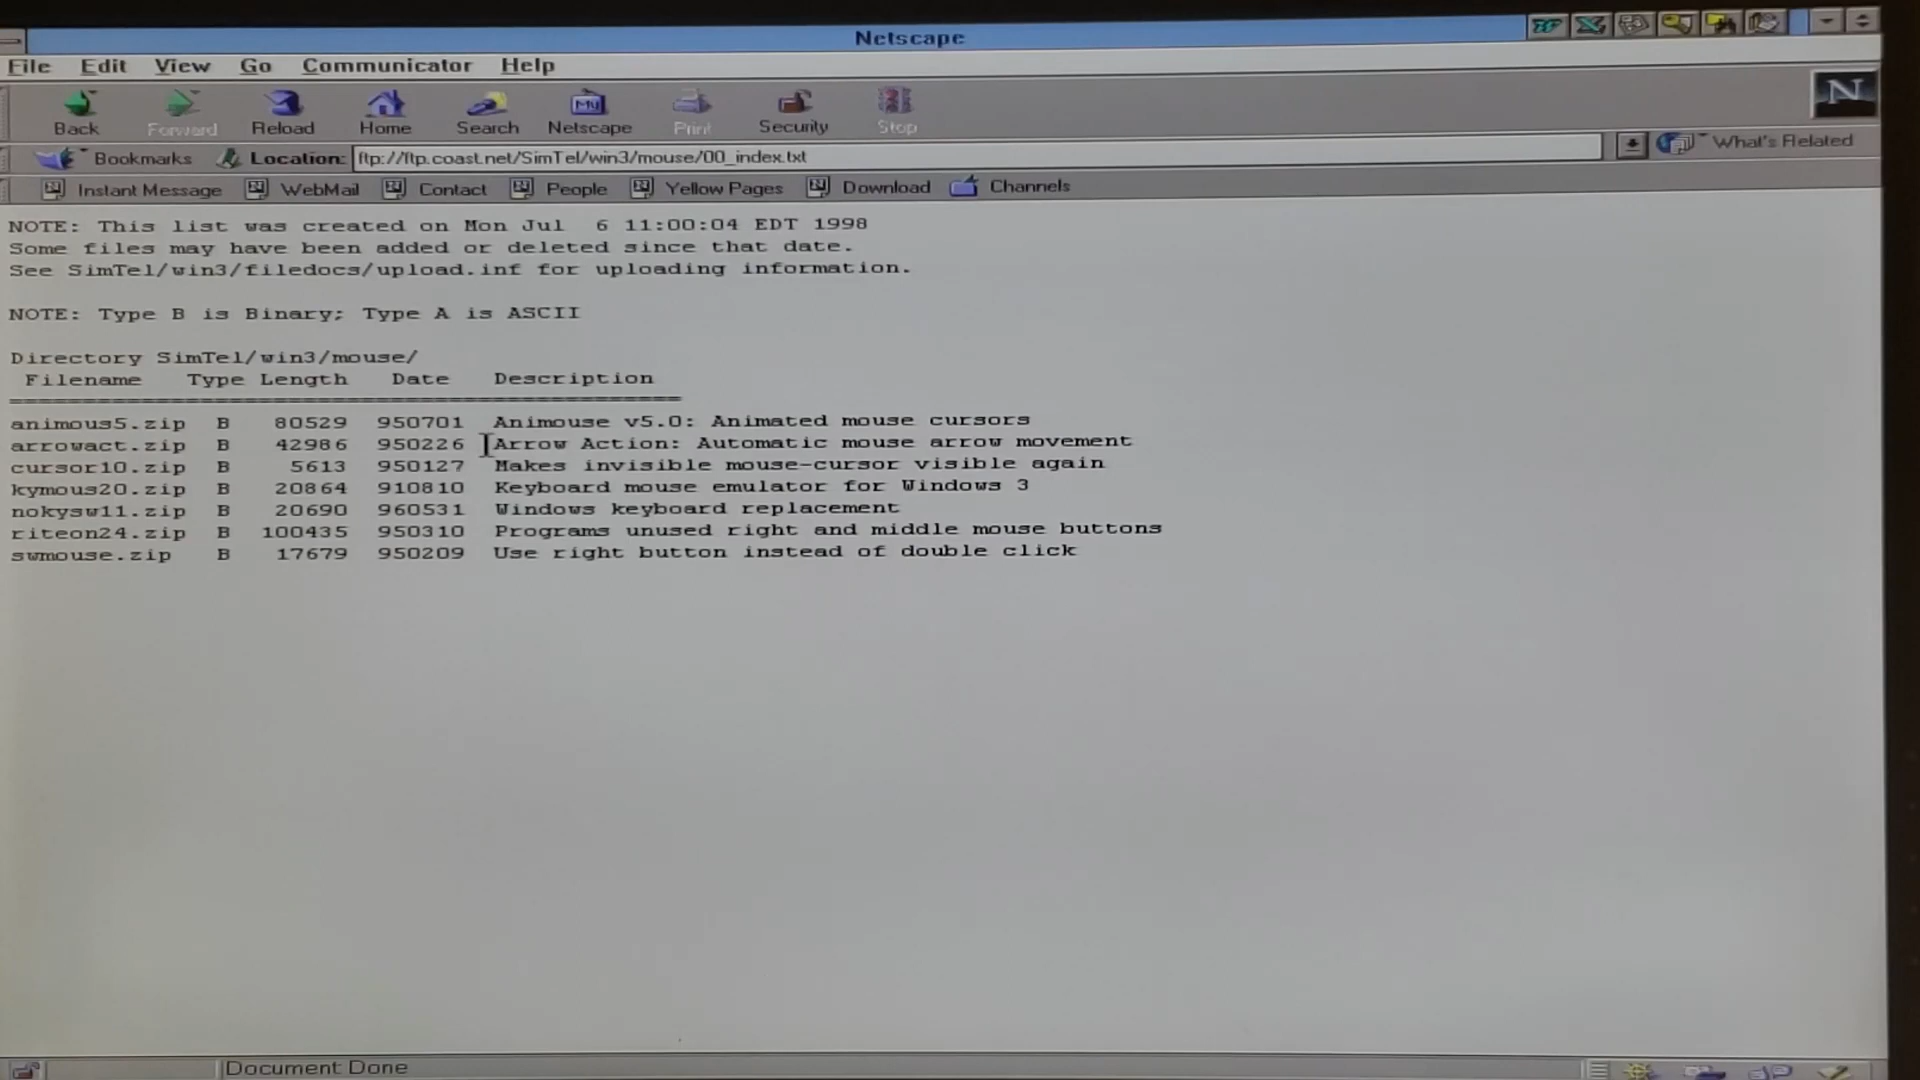 Netscape
File Edit View Go Communicator Help
Back Forward Reload Home Search Netscape Print Security Stop
Bookmarks Location: ftp://ftp.coast.net/SimTel/win3/mouse/00_index.txt What's Related
Instant Message WebMail Contact People Yellow Pages Download Channels
NOTE: This list was created on Mon Jul  6 11:00:04 EDT 1998
Some files may have been added or deleted since that date.
See SimTel/win3/filedocs/upload.inf for uploading information.
NOTE: Type B is Binary; Type A is ASCII
Directory SimTel/win3/mouse/
Filename   Type Length   Date   Description
==============================================
animous5.zip  B   80529  950701  Animouse v5.0: Animated mouse cursors
arrowact.zip  B   42986  950226  Arrow Action: Automatic mouse arrow movement
cursor10.zip  B    5613  950127  Makes invisible mouse-cursor visible again
kymous20.zip  B   20864  910810  Keyboard mouse emulator for Windows 3
nokysw11.zip  B   20690  960531  Windows keyboard replacement
riteon24.zip  B  100435  950310  Programs unused right and middle mouse buttons
swmouse.zip   B   17679  950209  Use right button instead of double click
Document Done